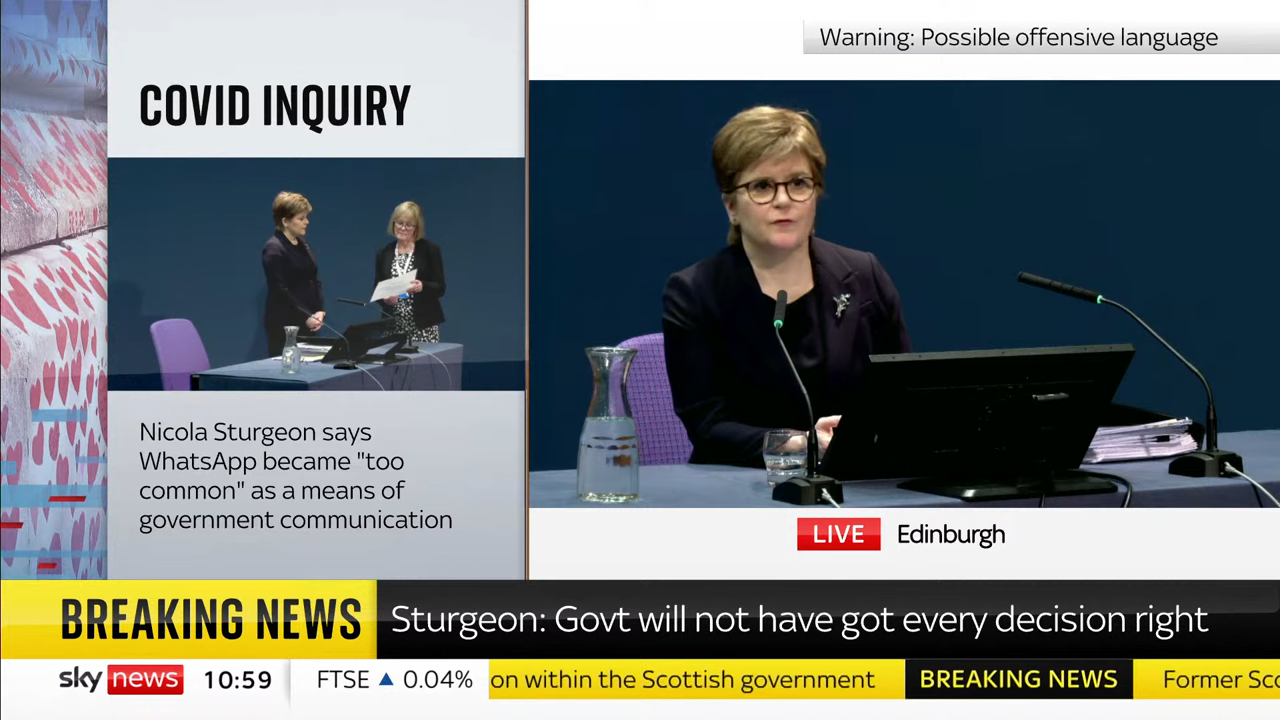 Warning: Possible offensive language
COVID INQUIRY
Nicola Sturgeon says
WhatsApp became "too
common" as a means of
government communication
LIVE Edinburgh
BREAKING NEWS
Sturgeon: Govt will not have got every decision right
sky news 10:59 FTSE ▲ 0.04% on within the Scottish government BREAKING NEWS Former Sco